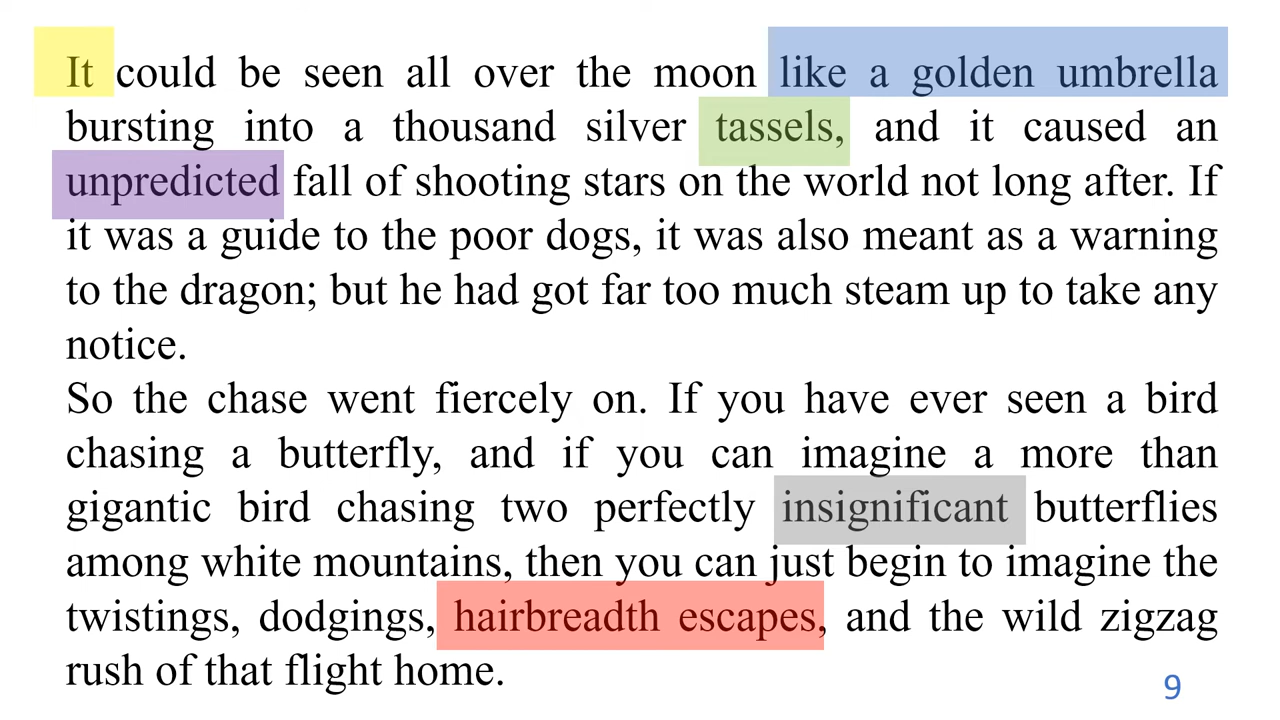 It could be seen all over the moon like a golden umbrella
bursting into a thousand silver tassels, and it caused an
unpredicted fall of shooting stars on the world not long after. If
it was a guide to the poor dogs, it was also meant as a warning
to the dragon; but he had got far too much steam up to take any
notice.
So the chase went fiercely on. If you have ever seen a bird
chasing a butterfly, and if you can imagine a more than
gigantic bird chasing two perfectly insignificant butterflies
among white mountains, then you can just begin to imagine the
twistings, dodgings, hairbreadth escapes, and the wild zigzag
rush of that flight home.
9